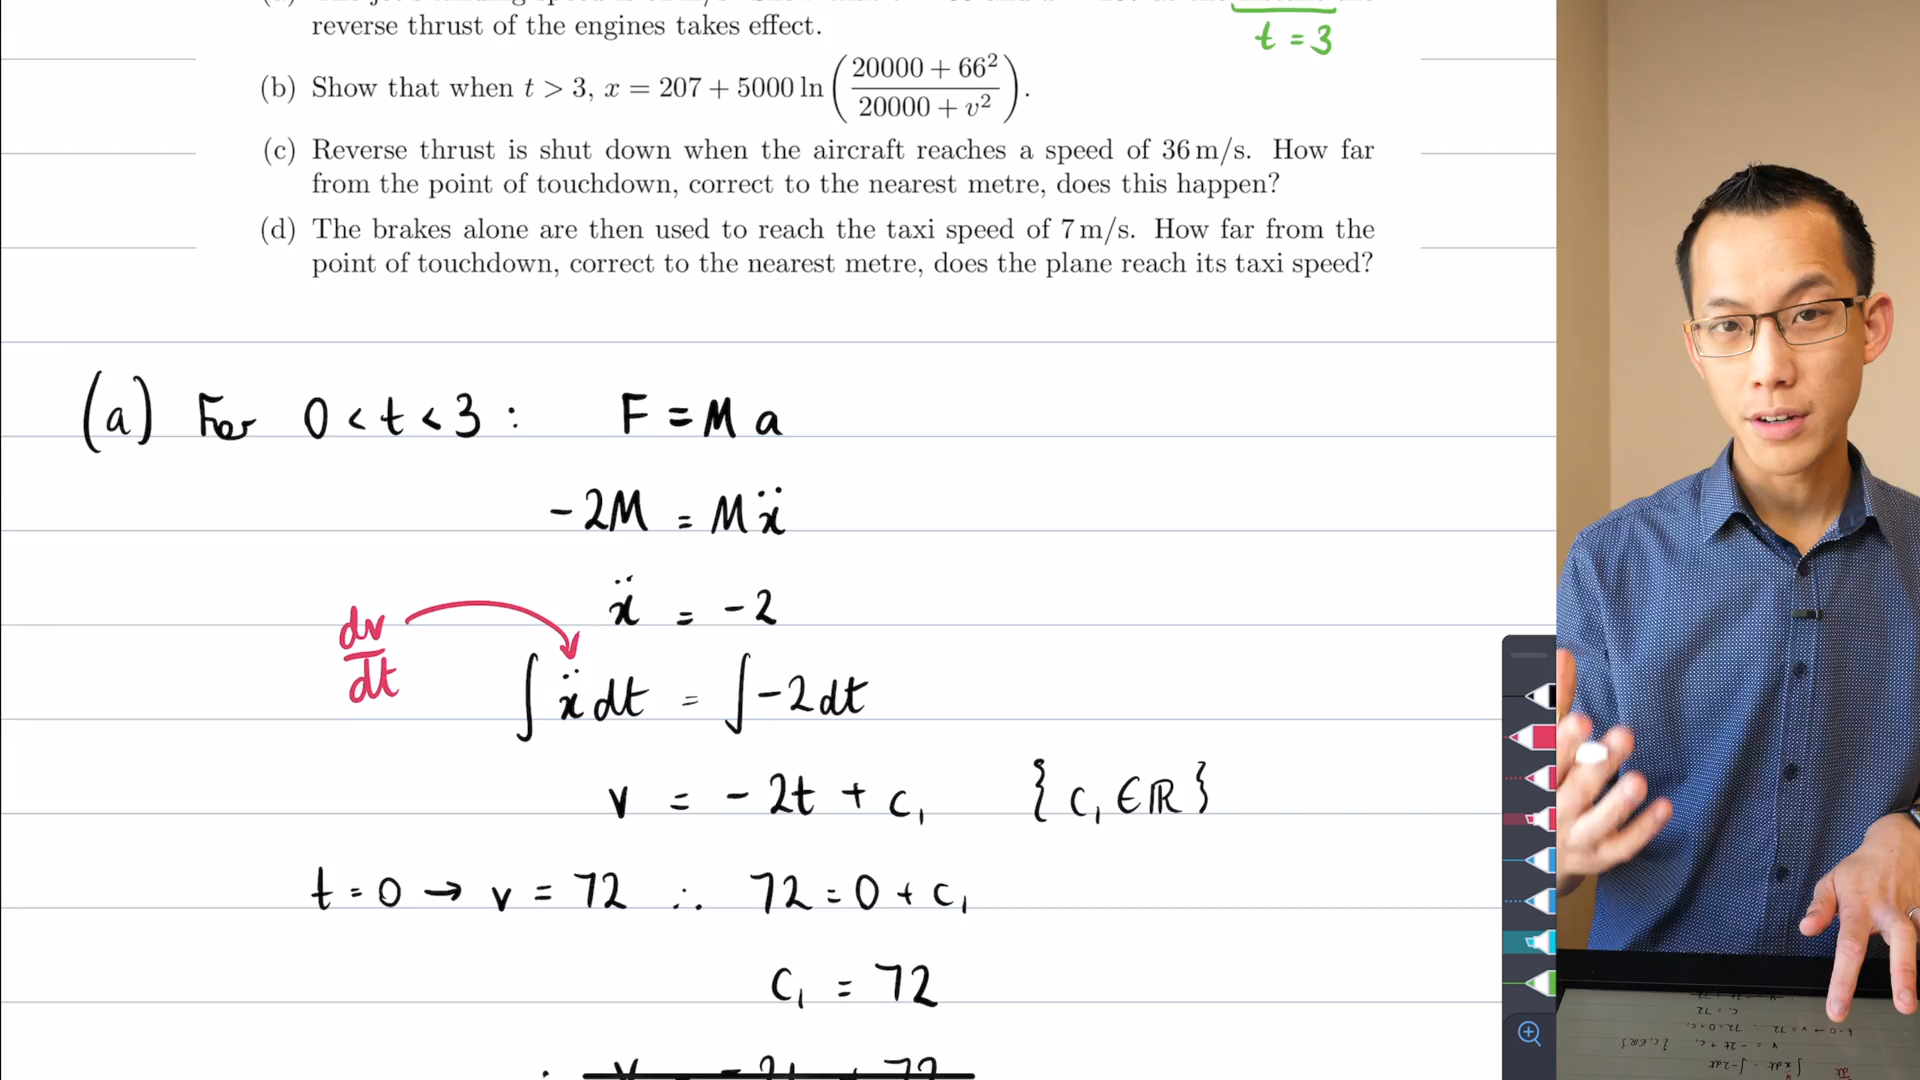 reverse thrust of the engines takes effect.
t = 3
(b) Show that when t > 3, x = 207 + 5000 ln ( (20000 + 66²) / (20000 + v²) ).
(c) Reverse thrust is shut down when the aircraft reaches a speed of 36 m/s. How far
from the point of touchdown, correct to the nearest metre, does this happen?
(d) The brakes alone are then used to reach the taxi speed of 7 m/s. How far from the
point of touchdown, correct to the nearest metre, does the plane reach its taxi speed?
(a) For 0 < t < 3 : F = M a
-2M = Mẍ
ẍ = -2
dv/dt
∫ ẍ dt = ∫ -2 dt
v = -2t + c₁ { c₁ ∈ ℝ }
t = 0 → v = 72 ∴ 72 = 0 + c₁
c₁ = 72